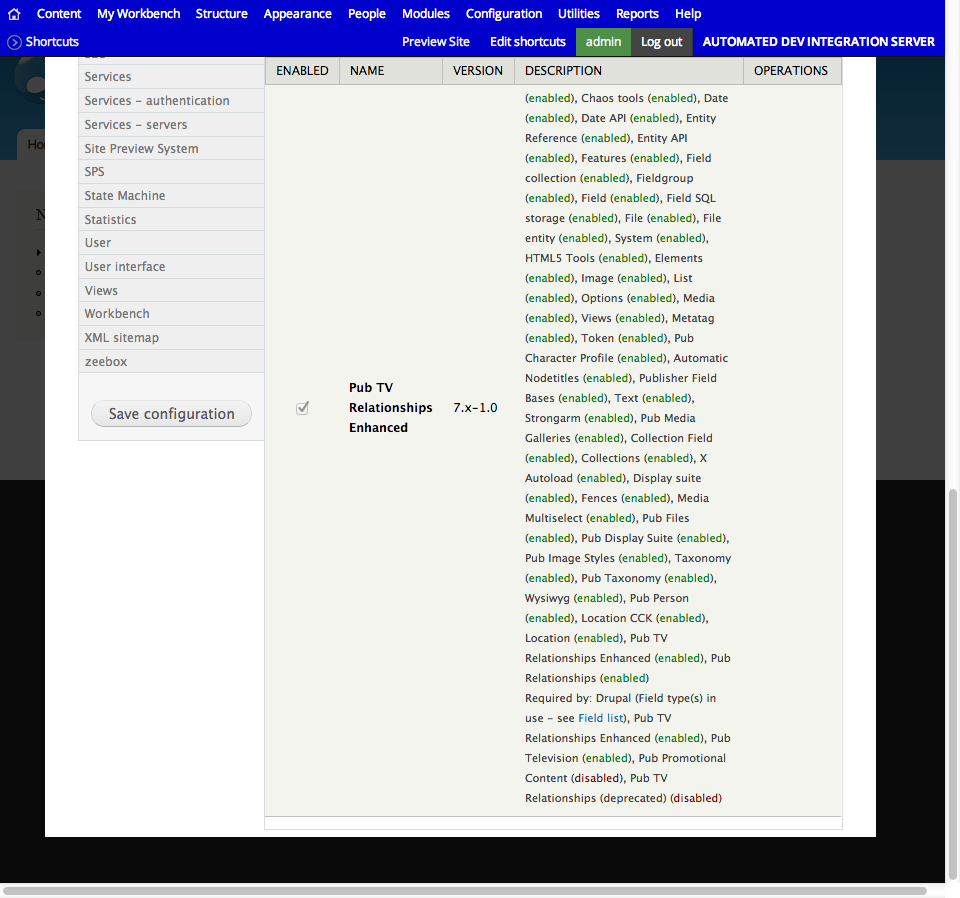 Content My Workbench Structure Appearance People Modules Configuration Utilities Reports Help
Shortcuts Preview Site Edit shortcuts admin Log out AUTOMATED DEV INTEGRATION SERVER
Services
Services – authentication
Services – servers
Site Preview System
SPS
State Machine
Statistics
User
User interface
Views
Workbench
XML sitemap
zeebox
Save configuration
ENABLED NAME VERSION DESCRIPTION OPERATIONS
Pub TV
Relationships
Enhanced
7.x–1.0
(enabled), Chaos tools (enabled), Date
(enabled), Date API (enabled), Entity
Reference (enabled), Entity API
(enabled), Features (enabled), Field
collection (enabled), Fieldgroup
(enabled), Field (enabled), Field SQL
storage (enabled), File (enabled), File
entity (enabled), System (enabled),
HTML5 Tools (enabled), Elements
(enabled), Image (enabled), List
(enabled), Options (enabled), Media
(enabled), Views (enabled), Metatag
(enabled), Token (enabled), Pub
Character Profile (enabled), Automatic
Nodetitles (enabled), Publisher Field
Bases (enabled), Text (enabled),
Strongarm (enabled), Pub Media
Galleries (enabled), Collection Field
(enabled), Collections (enabled), X
Autoload (enabled), Display suite
(enabled), Fences (enabled), Media
Multiselect (enabled), Pub Files
(enabled), Pub Display Suite (enabled),
Pub Image Styles (enabled), Taxonomy
(enabled), Pub Taxonomy (enabled),
Wysiwyg (enabled), Pub Person
(enabled), Location CCK (enabled),
Location (enabled), Pub TV
Relationships Enhanced (enabled), Pub
Relationships (enabled)
Required by: Drupal (Field type(s) in
use – see Field list), Pub TV
Relationships Enhanced (enabled), Pub
Television (enabled), Pub Promotional
Content (disabled), Pub TV
Relationships (deprecated) (disabled)